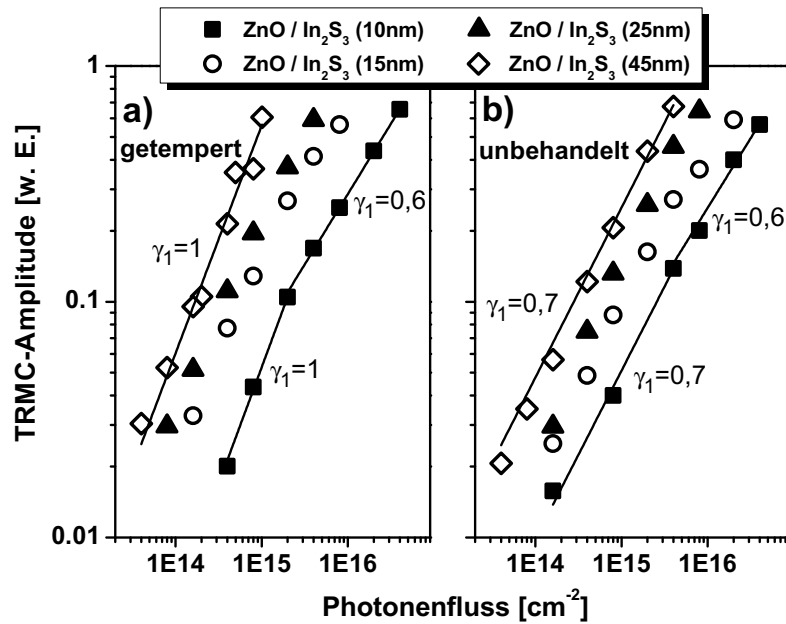 ZnO / In₂S₃ (10nm) ZnO / In₂S₃ (25nm)
ZnO / In₂S₃ (15nm) ZnO / In₂S₃ (45nm)
TRMC-Amplitude [w. E.]
1
0.1
0.01
a)
getempert
γ₁=1
γ₁=0,6
γ₁=1
1E14 1E15 1E16
b)
unbehandelt
γ₁=0,6
γ₁=0,7
γ₁=0,7
1E14 1E15 1E16
Photonenfluss [cm⁻²]